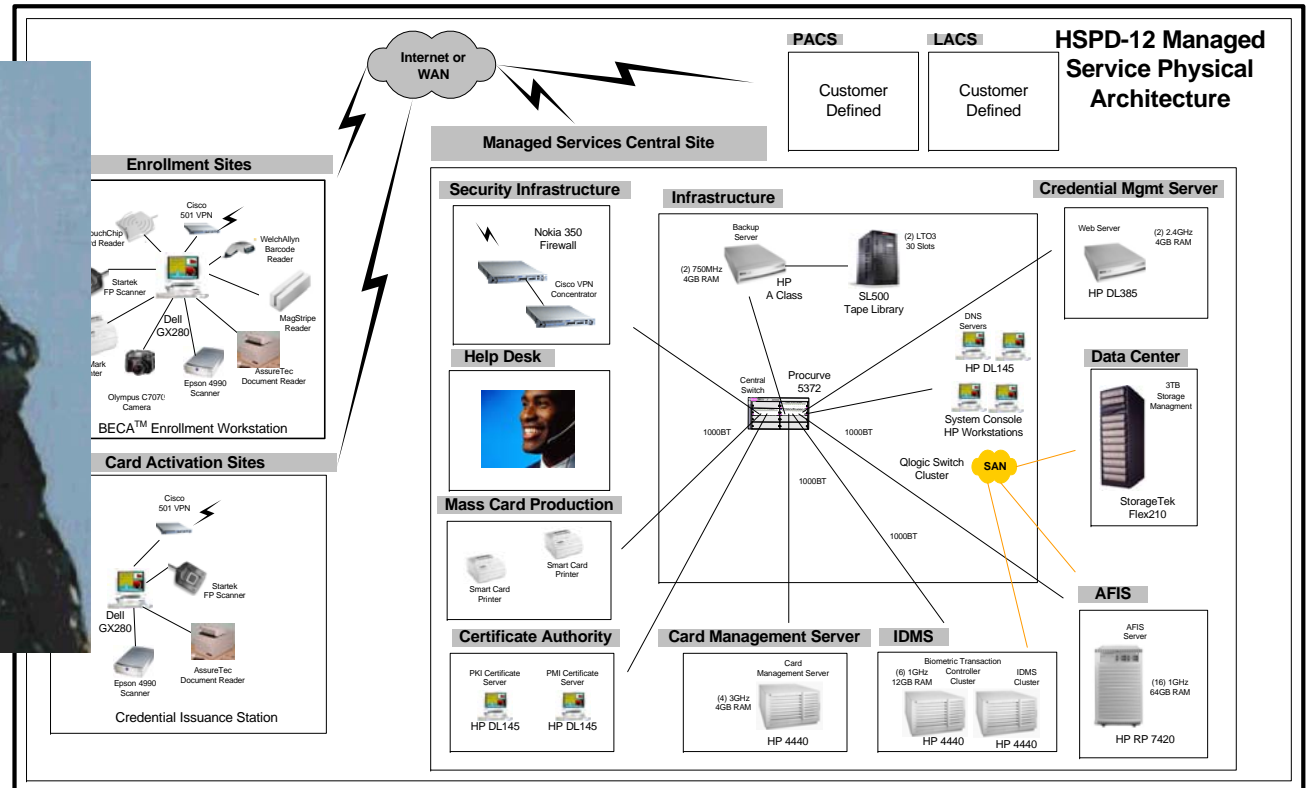 HSPD-12 Managed
Service Physical
Architecture
Internet or
WAN
PACS
Customer
Defined
LACS
Customer
Defined
Managed Services Central Site
Enrollment Sites
Cisco
501 VPN
WelchAllyn
Barcode
Reader
Reader
Startek
FP Scanner
Dell
GX280
MagStripe
Reader
Mark
Olympus C7070
Camera
Epson 4990
Scanner
AssureTec
Document Reader
BECA™ Enrollment Workstation
Card Activation Sites
Cisco
501 VPN
Startek
FP Scanner
Dell
GX280
Epson 4990
Scanner
AssureTec
Document Reader
Credential Issuance Station
Security Infrastructure
Nokia 350
Firewall
Cisco VPN
Concentrator
Help Desk
Mass Card Production
Smart Card
Printer
Smart Card
Printer
Certificate Authority
PKI Certificate
Server
HP DL145
PMI Certificate
Server
HP DL145
Infrastructure
Backup
Server
(2) 750MHz
4GB RAM
HP
A Class
(2) LTO3
30 Slots
SL500
Tape Library
DNS
Servers
HP DL145
Central
Switch
Procurve
5372
System Console
HP Workstations
1000BT
1000BT
1000BT
1000BT
Qlogic Switch
Cluster
SAN
Credential Mgmt Server
Web Server
(2) 2.4GHz
4GB RAM
HP DL385
Data Center
3TB
Storage
Managment
StorageTek
Flex210
Card Management Server
Card
Management Server
(4) 3GHz
4GB RAM
HP 4440
IDMS
Biometric Transaction
Controller
Cluster
(6) 1GHz
12GB RAM
IDMS
Cluster
HP 4440
HP 4440
AFIS
AFIS
Server
(16) 1GHz
64GB RAM
HP RP 7420